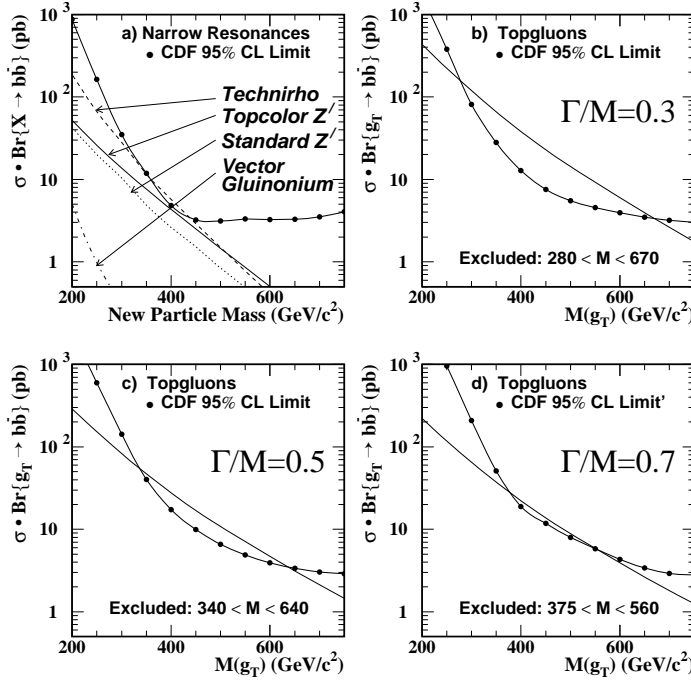 a) Narrow Resonances
● CDF 95% CL Limit
Technirho
Topcolor Z′
Standard Z′
Vector
Gluinonium
σ • Br{X → bb̄} (pb)
10³
10²
10
1
200 400 600
New Particle Mass (GeV/c²)
b) Topgluons
● CDF 95% CL Limit
Γ/M=0.3
Excluded: 280 < M < 670
σ • Br{g_T → bb̄} (pb)
10³
10²
10
1
200 400 600
M(g_T) (GeV/c²)
c) Topgluons
● CDF 95% CL Limit
Γ/M=0.5
Excluded: 340 < M < 640
σ • Br{g_T → bb̄} (pb)
10³
10²
10
1
200 400 600
M(g_T) (GeV/c²)
d) Topgluons
● CDF 95% CL Limit'
Γ/M=0.7
Excluded: 375 < M < 560
σ • Br{g_T → bb̄} (pb)
10³
10²
10
1
200 400 600
M(g_T) (GeV/c²)